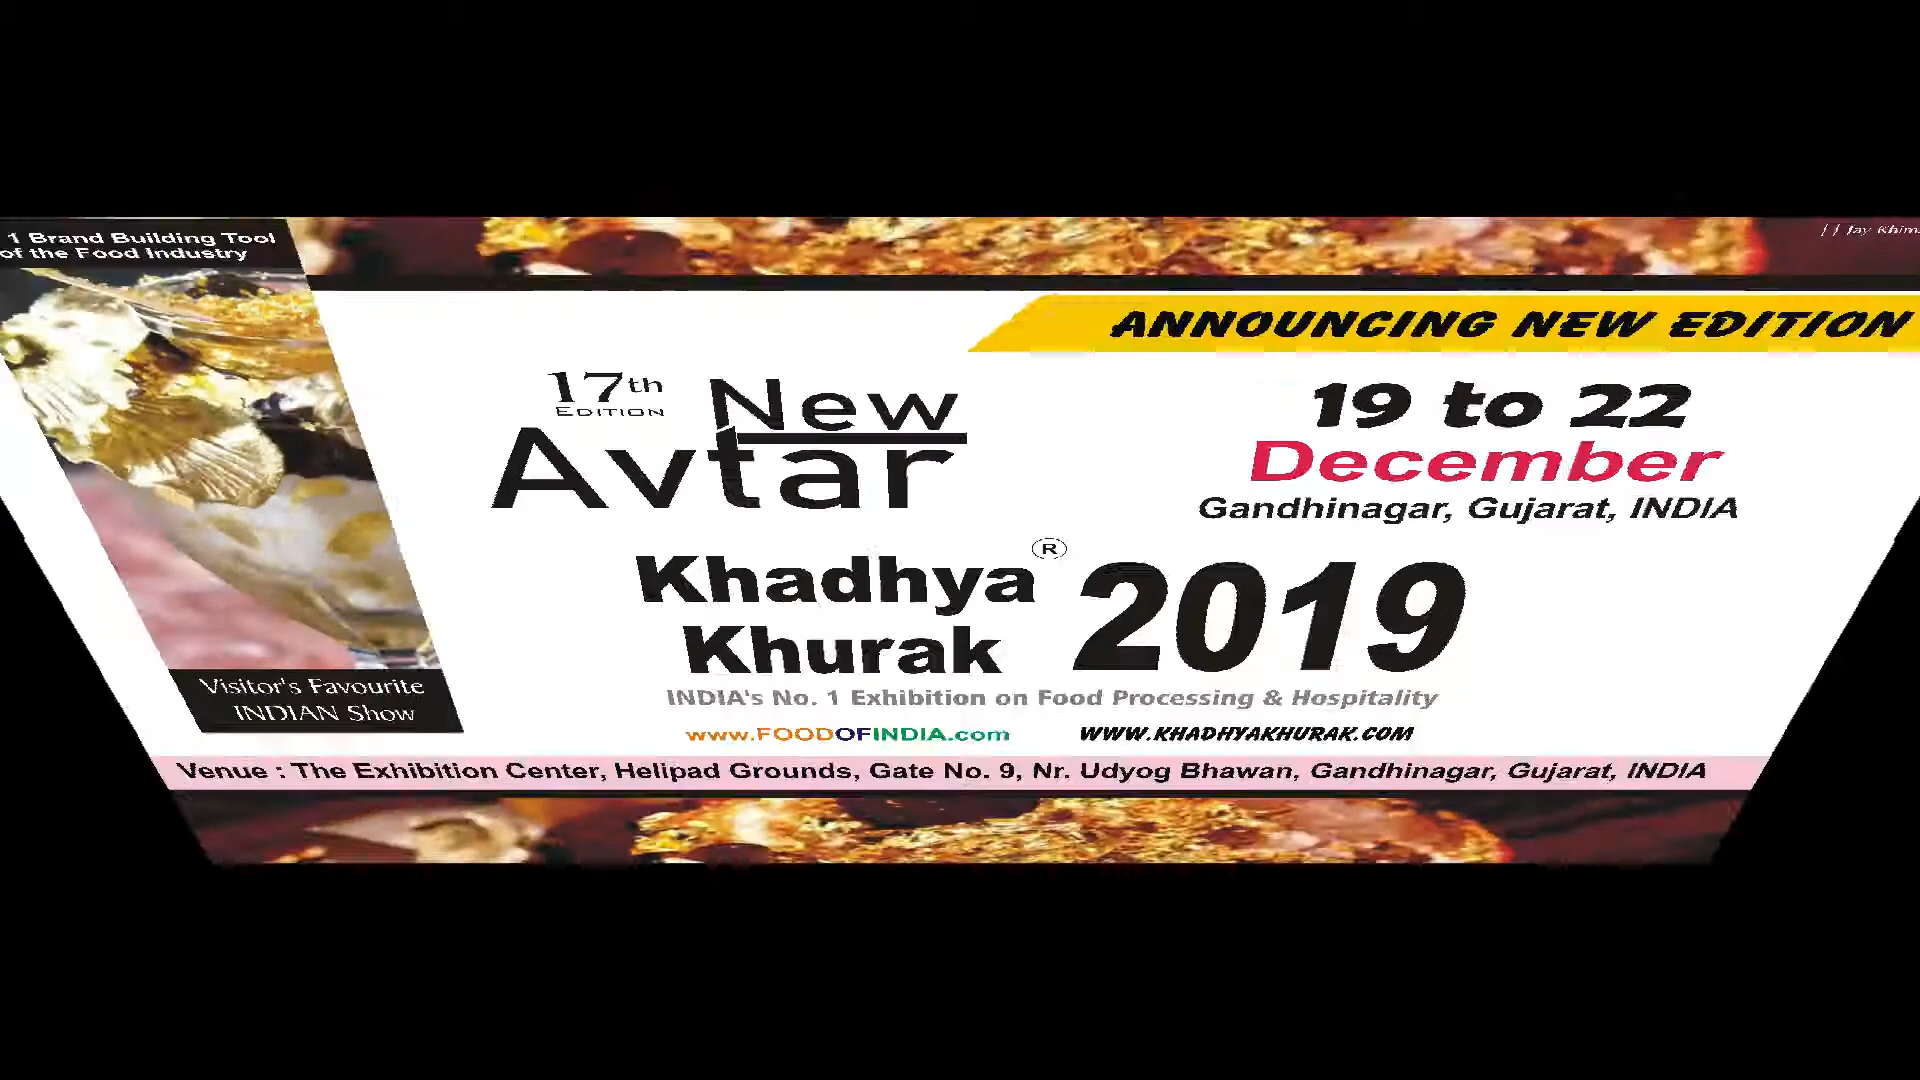 1 Brand Building Tool
of the Food Industry
|| Jay
ANNOUNCING NEW EDITION
17th
EDITION
New
Avtar
19 to 22
December
Gandhinagar, Gujarat, INDIA
Khadhya ®
Khurak
2019
INDIA's No. 1 Exhibition on Food Processing & Hospitality
www.FOODOFINDIA.com WWW.KHADHYAKHURAK.COM
Visitor's Favourite
INDIAN Show
Venue : The Exhibition Center, Helipad Grounds, Gate No. 9, Nr. Udyog Bhawan, Gandhinagar, Gujarat, INDIA